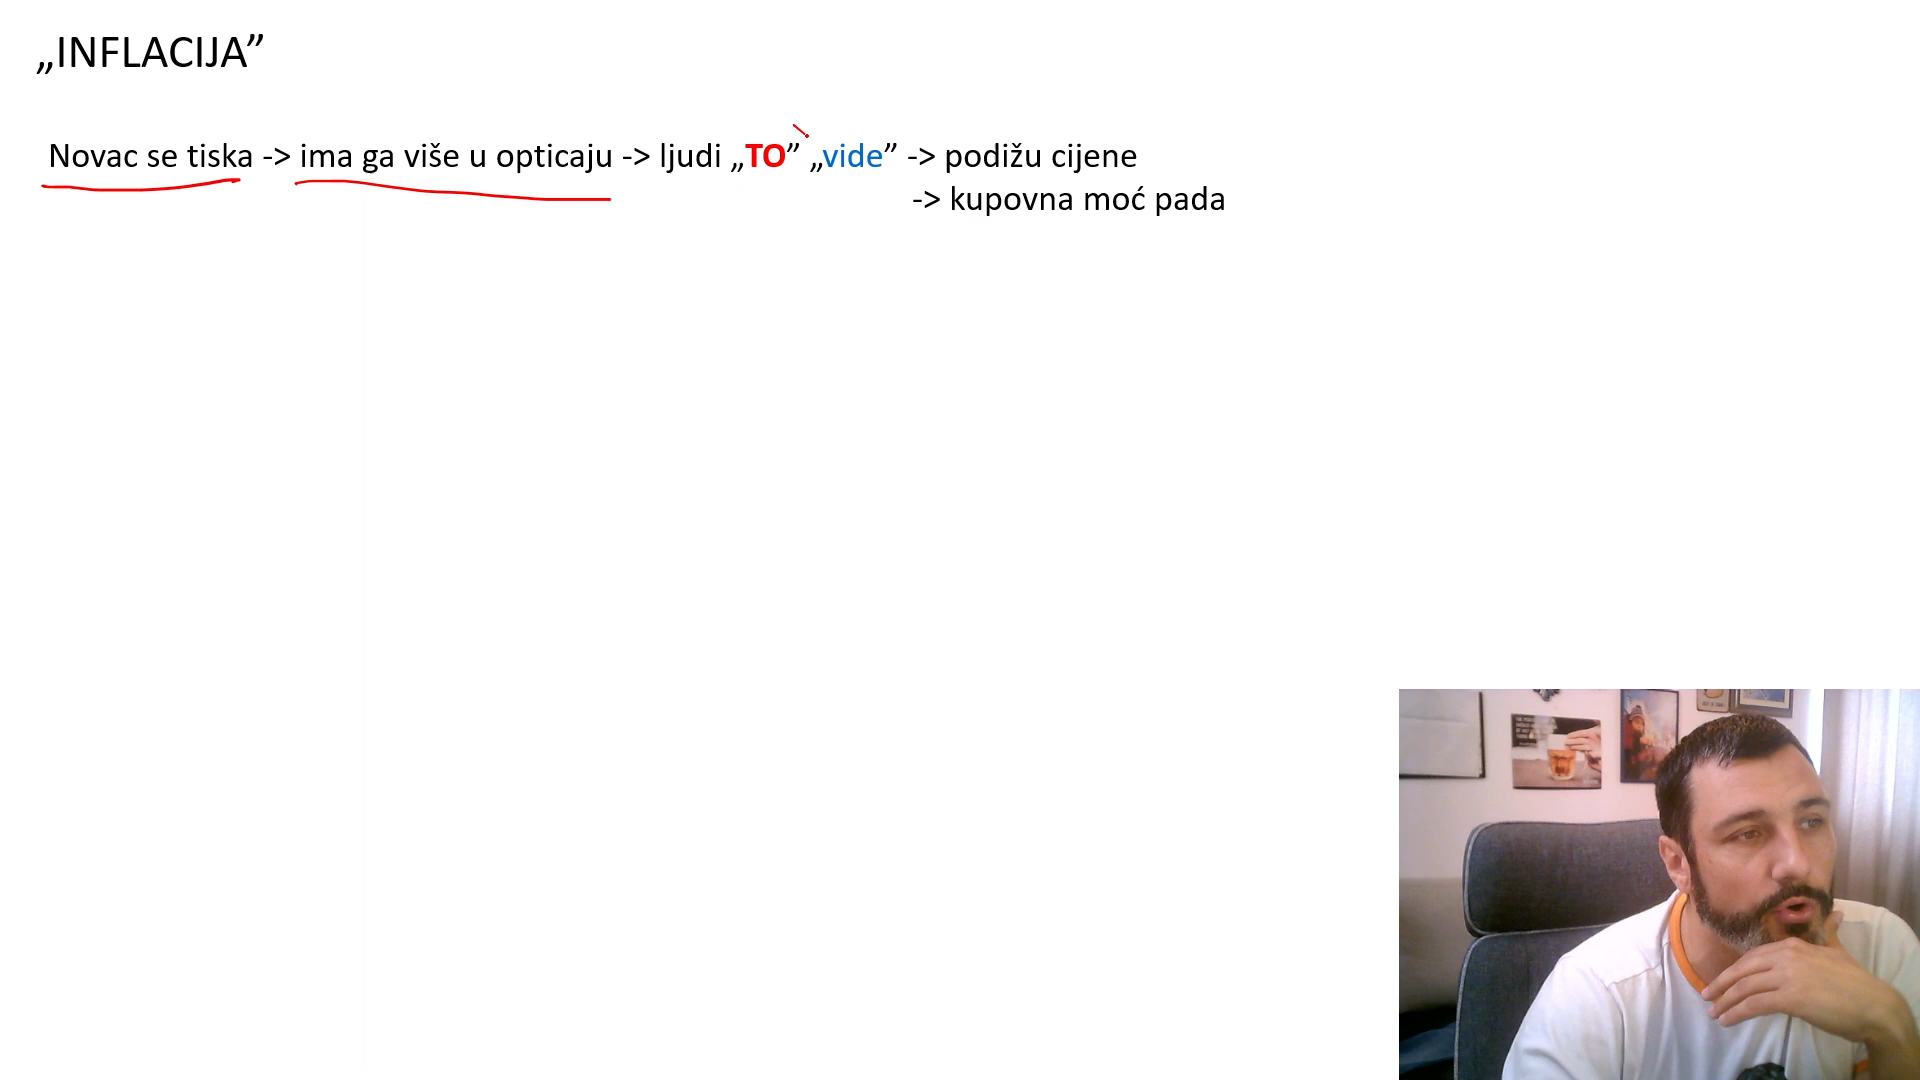 „INFLACIJA”
Novac se tiska -> ima ga više u opticaju -> ljudi „TO” „vide” -> podižu cijene
-> kupovna moć pada